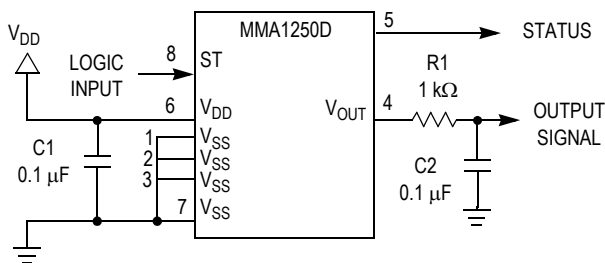 MMA1250D
5
STATUS
V_DD
LOGIC
INPUT
8
ST
R1
1 kΩ
6
V_DD
V_OUT
4
OUTPUT
SIGNAL
C1
0.1 μF
1
V_SS
2
V_SS
3
V_SS
C2
0.1 μF
7
V_SS